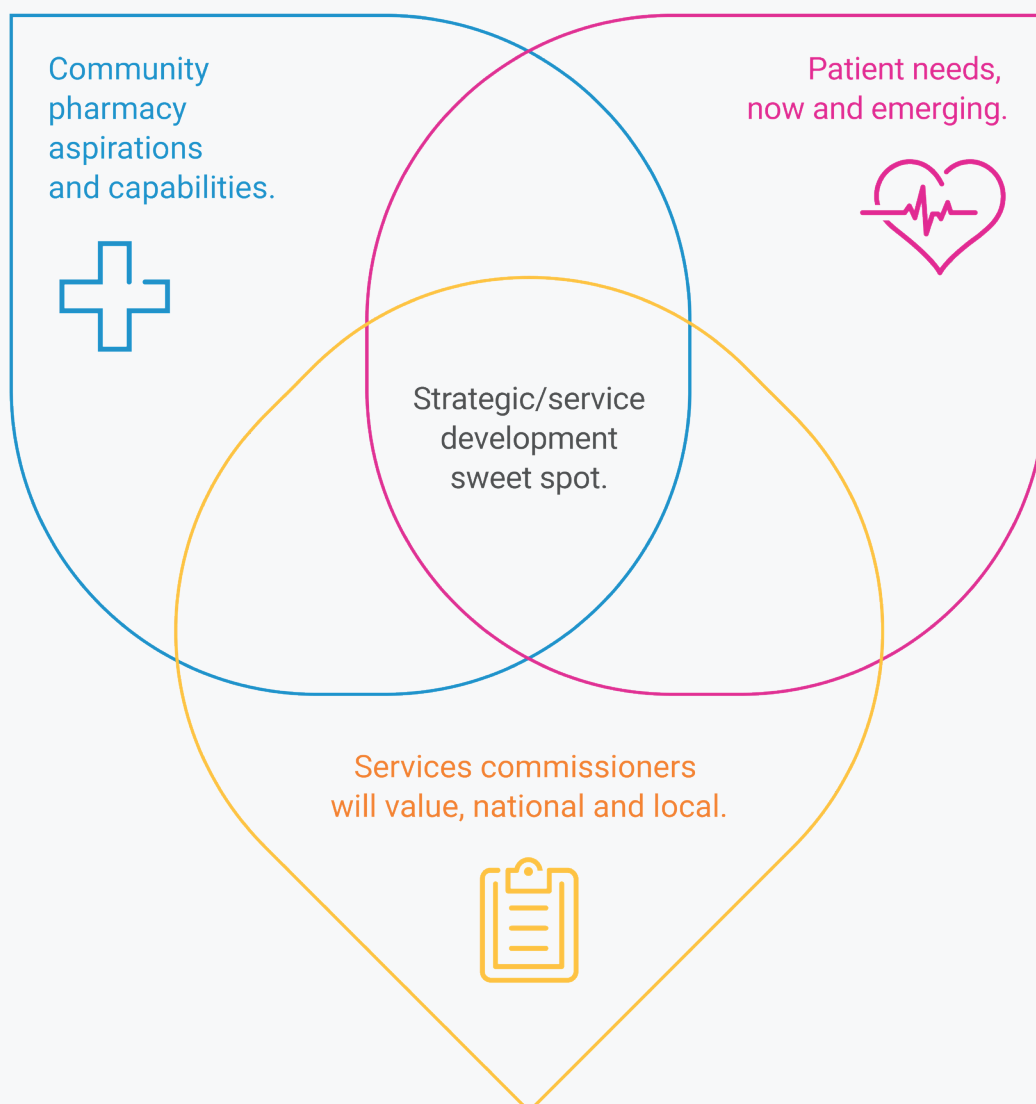 Community
pharmacy
aspirations
and capabilities.
Patient needs,
now and emerging.
Strategic/service
development
sweet spot.
Services commissioners
will value, national and local.